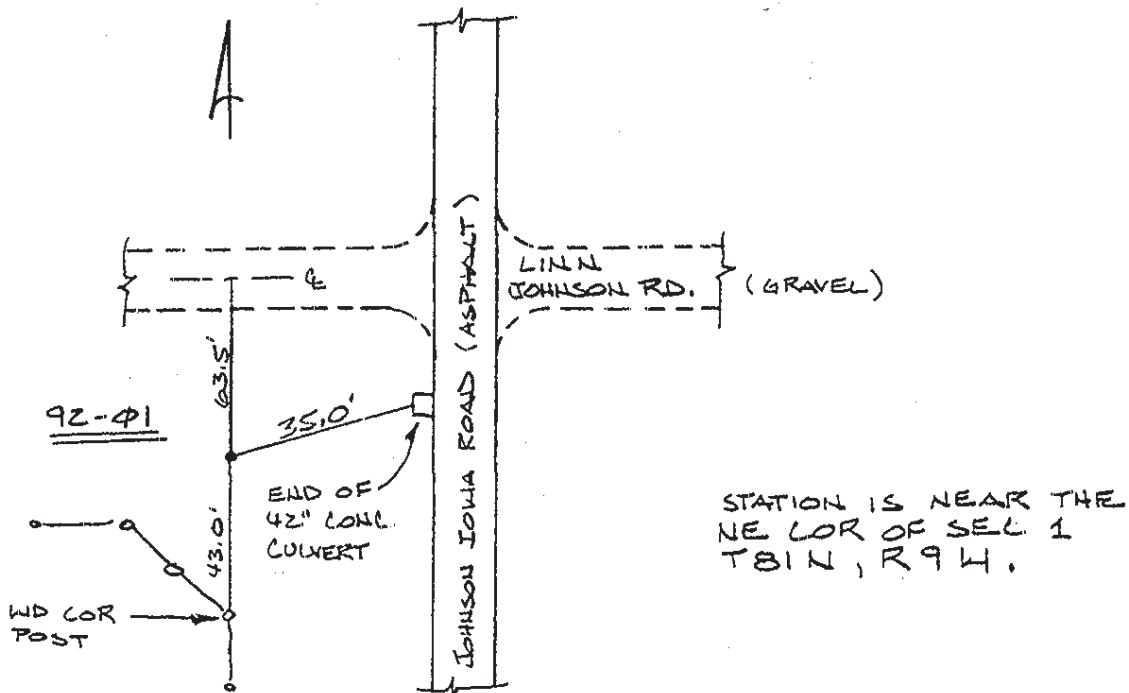 LINN
JOHNSON RD.
(GRAVEL)
℄
JOHNSON IOWA ROAD (ASPHALT)
63.5'
92-Ø1
35.0'
END OF
42" CONC.
CULVERT
43.0'
WD COR
POST
STATION IS NEAR THE
NE COR OF SEC. 1
T81N, R9W.